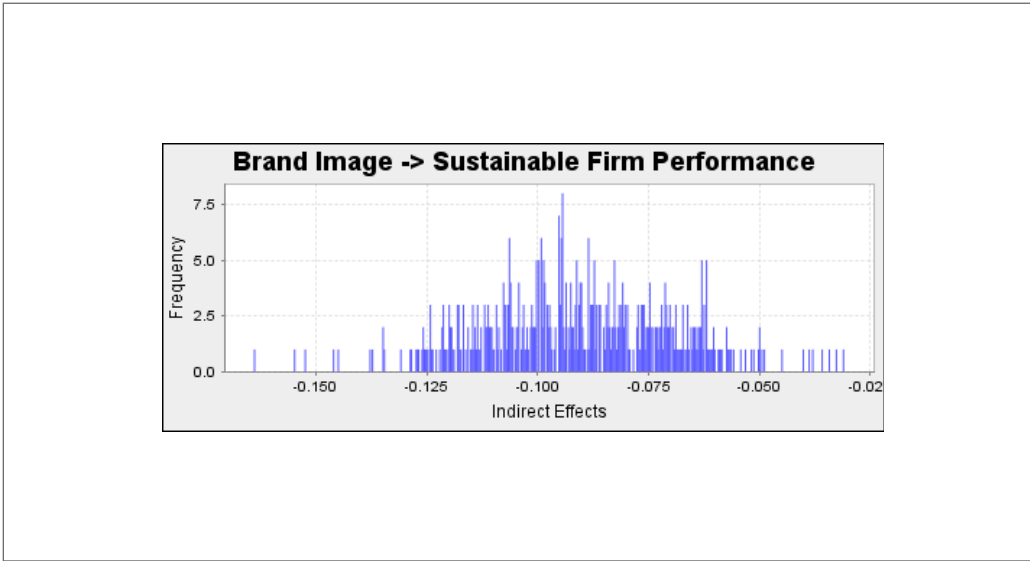 Brand Image -> Sustainable Firm Performance
7.5
5.0
2.5
0.0
Frequency
-0.150 -0.125 -0.100 -0.075 -0.050 -0.02
Indirect Effects